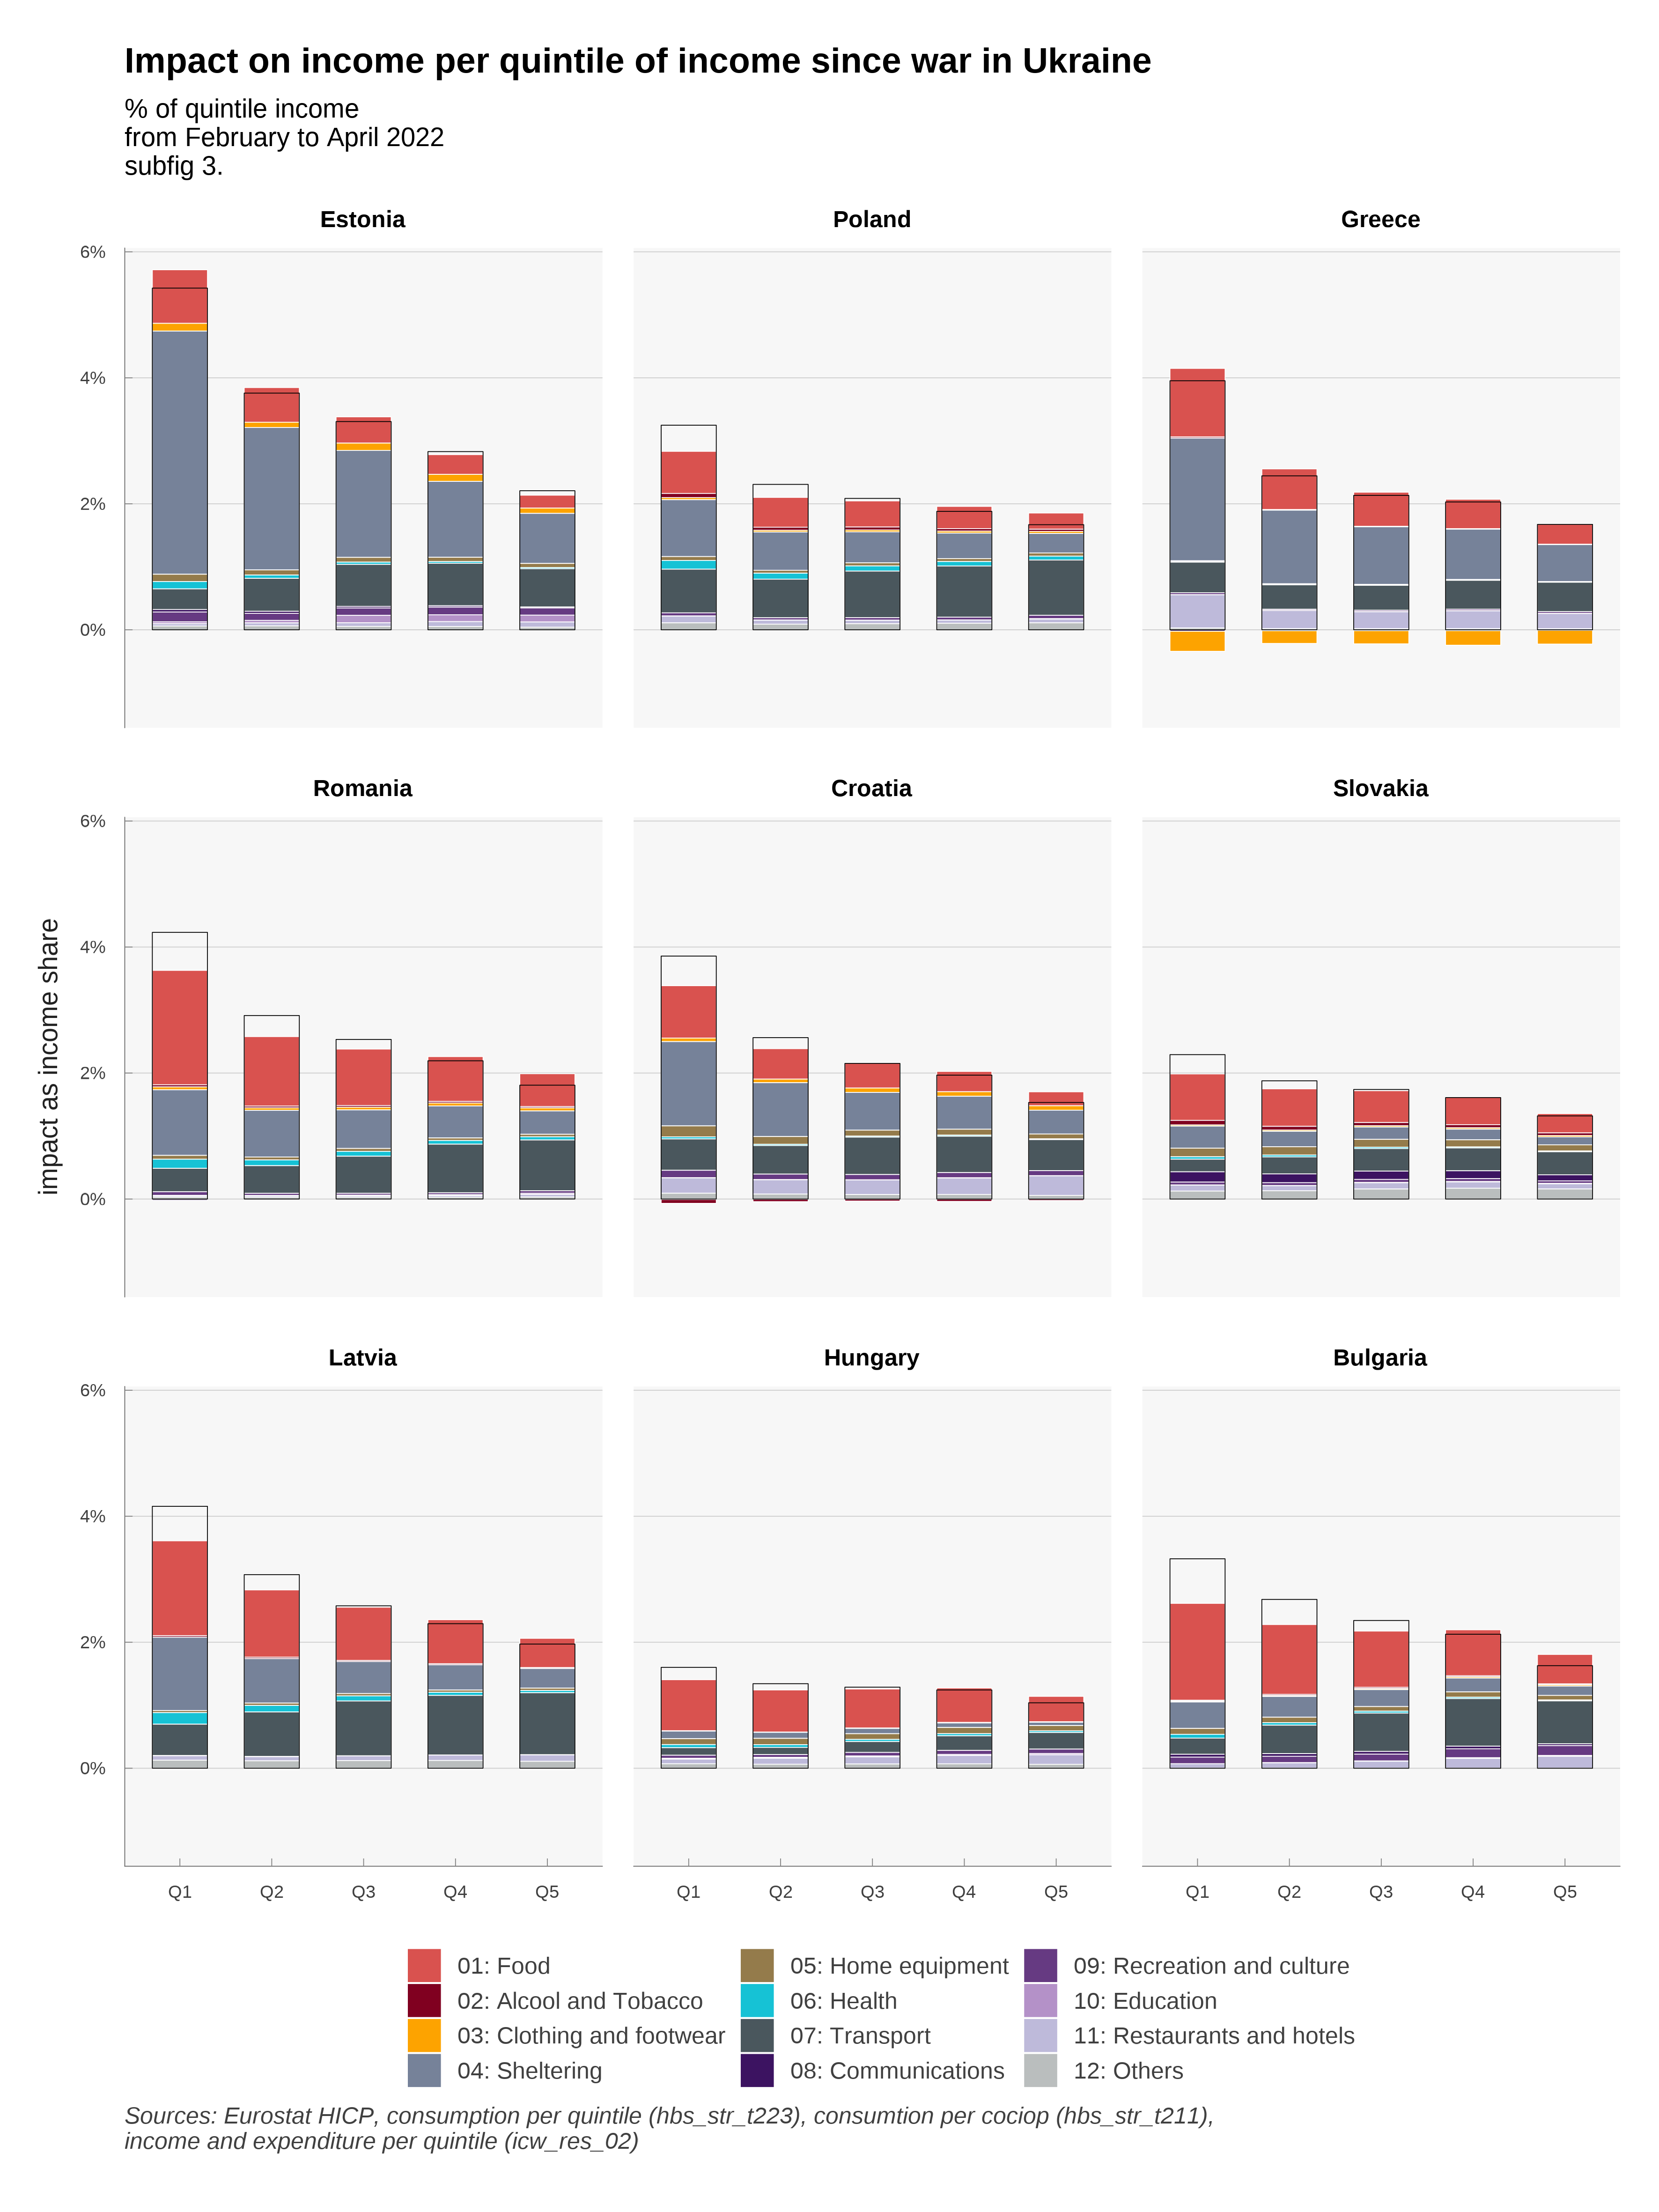 Impact on income per quintile of income since war in Ukraine
% of quintile income
from February to April 2022
subfig 3.
Estonia
Poland
Greece
6%
4%
2%
0%
Romania
Croatia
Slovakia
impact as income share
6%
4%
2%
0%
Latvia
Hungary
Bulgaria
6%
4%
2%
0%
Q1 Q2 Q3 Q4 Q5
Q1 Q2 Q3 Q4 Q5
Q1 Q2 Q3 Q4 Q5
01: Food
02: Alcool and Tobacco
03: Clothing and footwear
04: Sheltering
05: Home equipment
06: Health
07: Transport
08: Communications
09: Recreation and culture
10: Education
11: Restaurants and hotels
12: Others
Sources: Eurostat HICP, consumption per quintile (hbs_str_t223), consumtion per cociop (hbs_str_t211),
income and expenditure per quintile (icw_res_02)